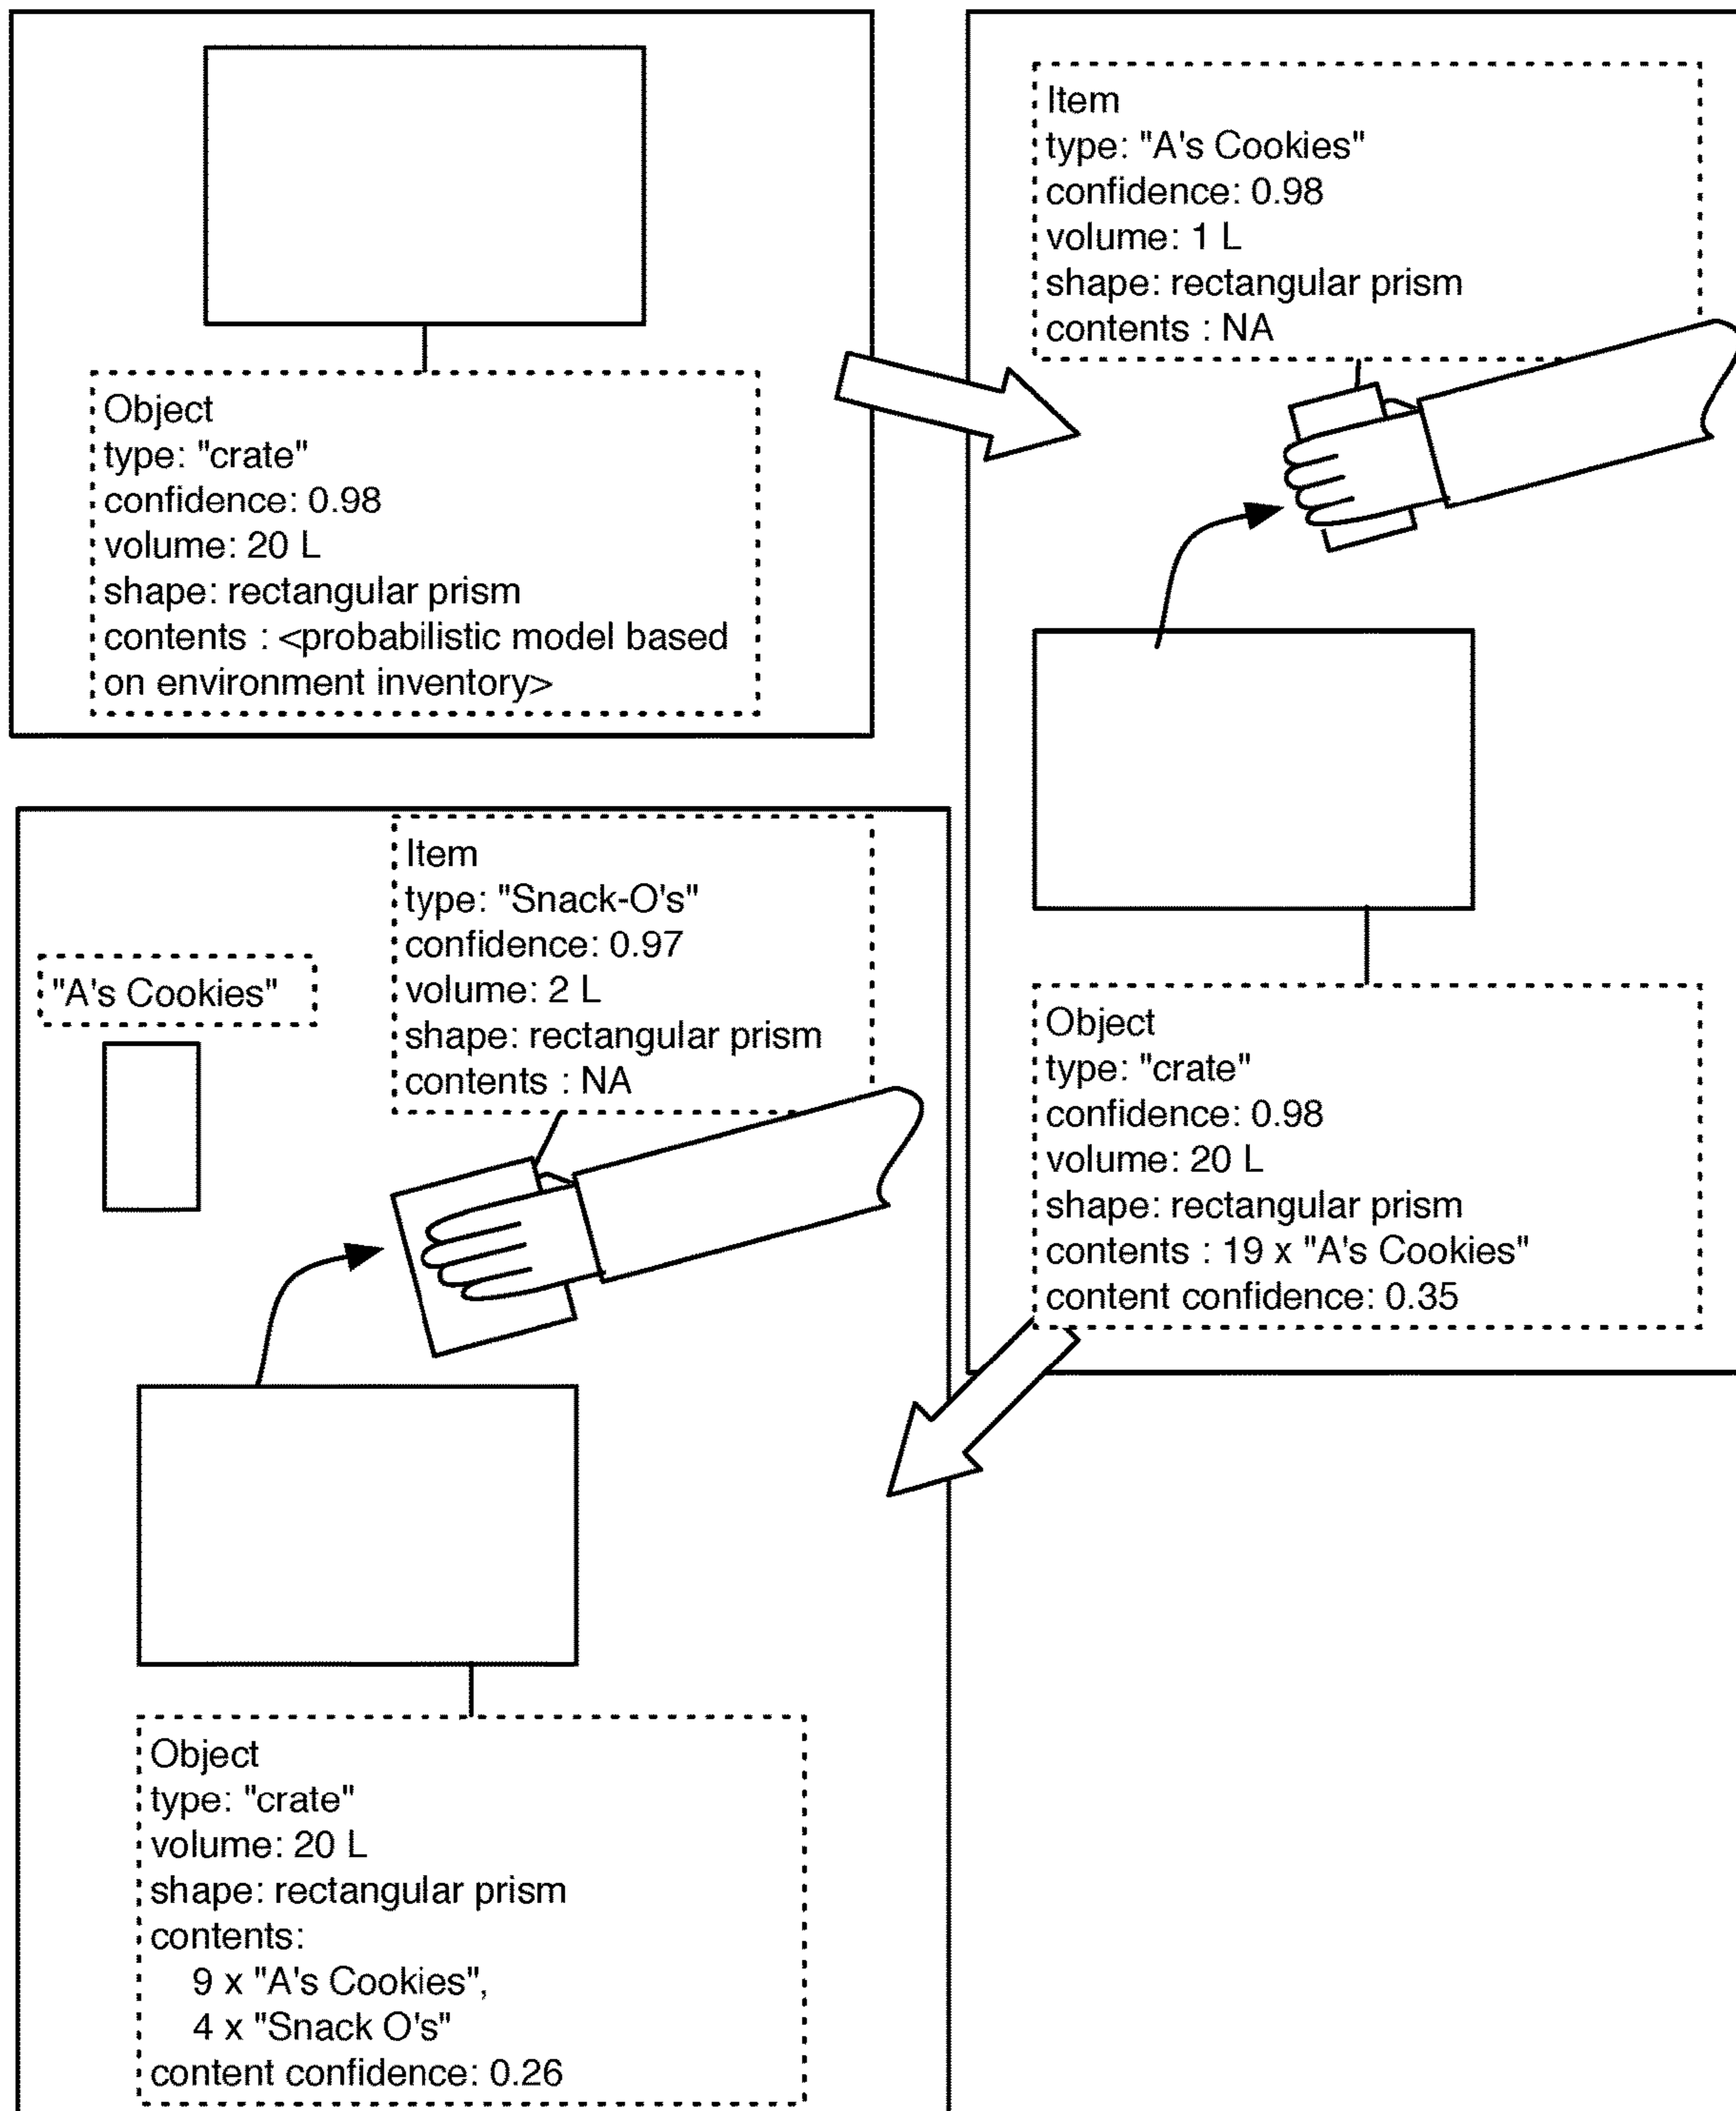 Object
type: "crate"
confidence: 0.98
volume: 20 L
shape: rectangular prism
contents : <probabilistic model based
on environment inventory>
Item
type: "A's Cookies"
confidence: 0.98
volume: 1 L
shape: rectangular prism
contents : NA
Object
type: "crate"
confidence: 0.98
volume: 20 L
shape: rectangular prism
contents : 19 x "A's Cookies"
content confidence: 0.35
Item
type: "Snack-O's"
confidence: 0.97
volume: 2 L
shape: rectangular prism
contents : NA
"A's Cookies"
Object
type: "crate"
volume: 20 L
shape: rectangular prism
contents:
9 x "A's Cookies",
4 x "Snack O's"
content confidence: 0.26